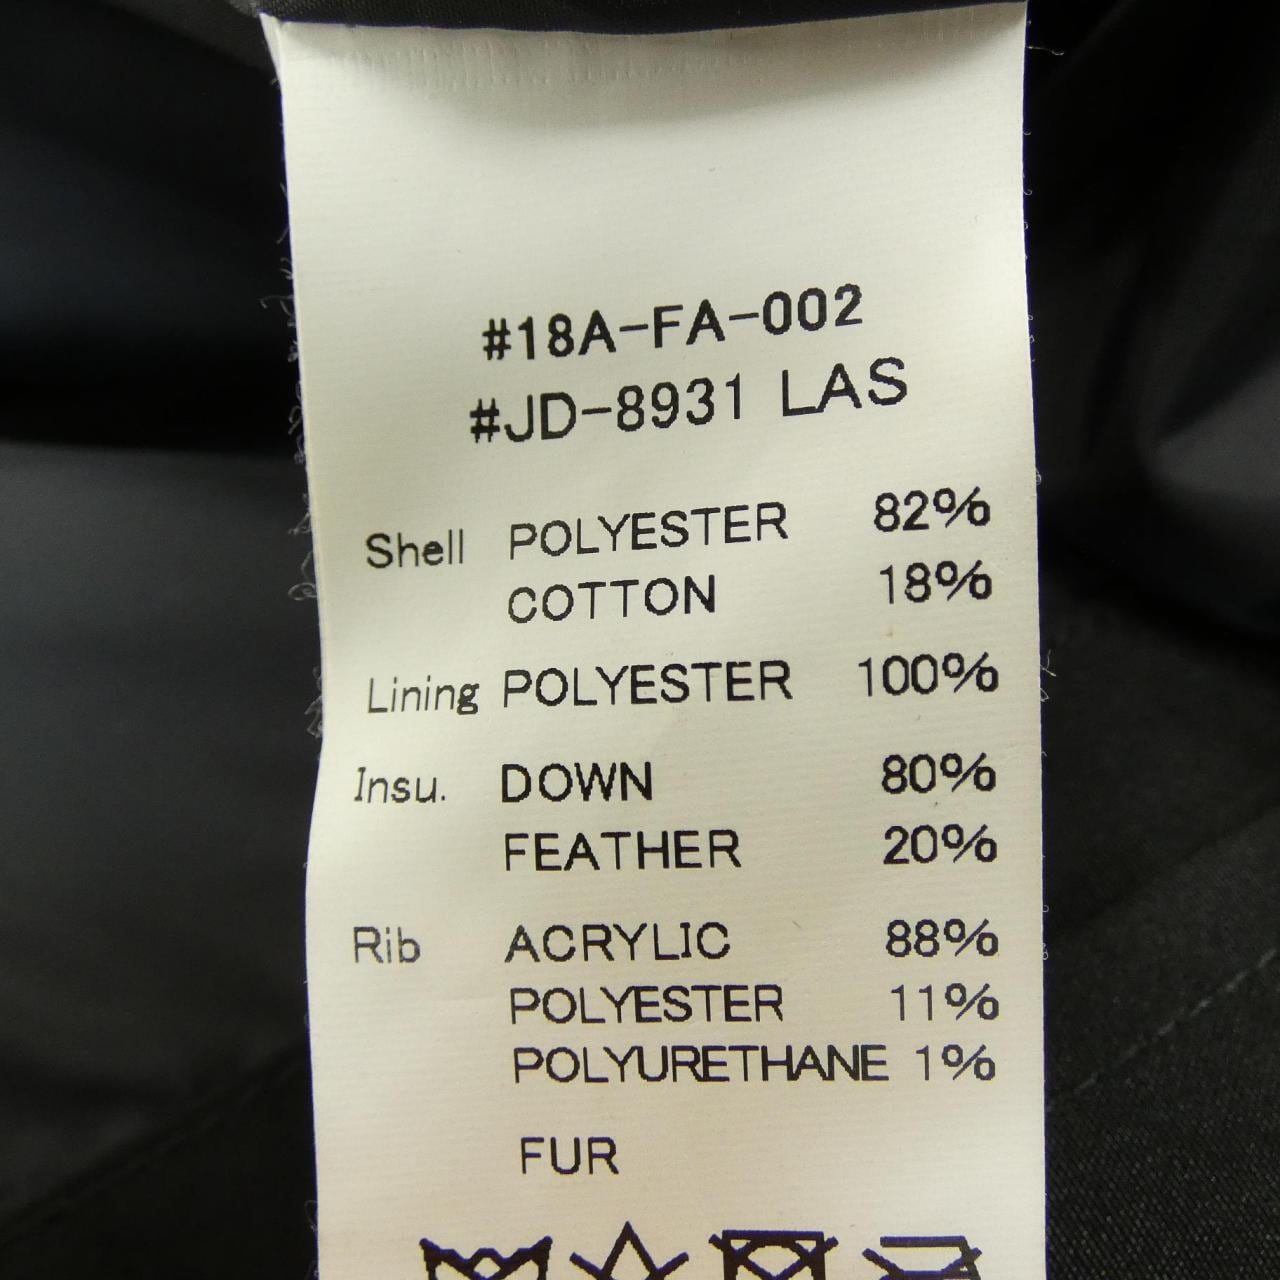 #18A-FA-002
#JD-8931 LAS
Shell POLYESTER 82%
COTTON 18%
Lining POLYESTER 100%
Insu. DOWN 80%
FEATHER 20%
Rib ACRYLIC 88%
POLYESTER 11%
POLYURETHANE 1%
FUR